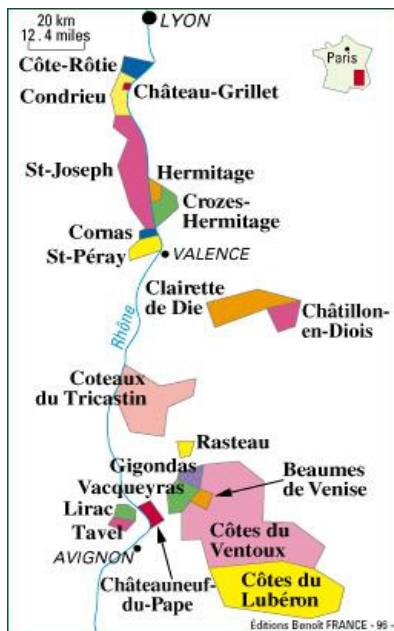 20 km
12.4 miles
LYON
Paris
Côte-Rôtie
Condrieu
Château-Grillet
St-Joseph
Hermitage
Crozes-
Hermitage
Cornas
St-Péray
VALENCE
Clairette
de Die
Châtillon-
en-Diois
Rhône
Coteaux
du Tricastin
Rasteau
Gigondas
Vacqueyras
Beaumes
de Venise
Lirac
Tavel
Côtes du
Ventoux
AVIGNON
Châteauneuf-
du-Pape
Côtes du
Lubéron
Éditions Benoît FRANCE - 96 -